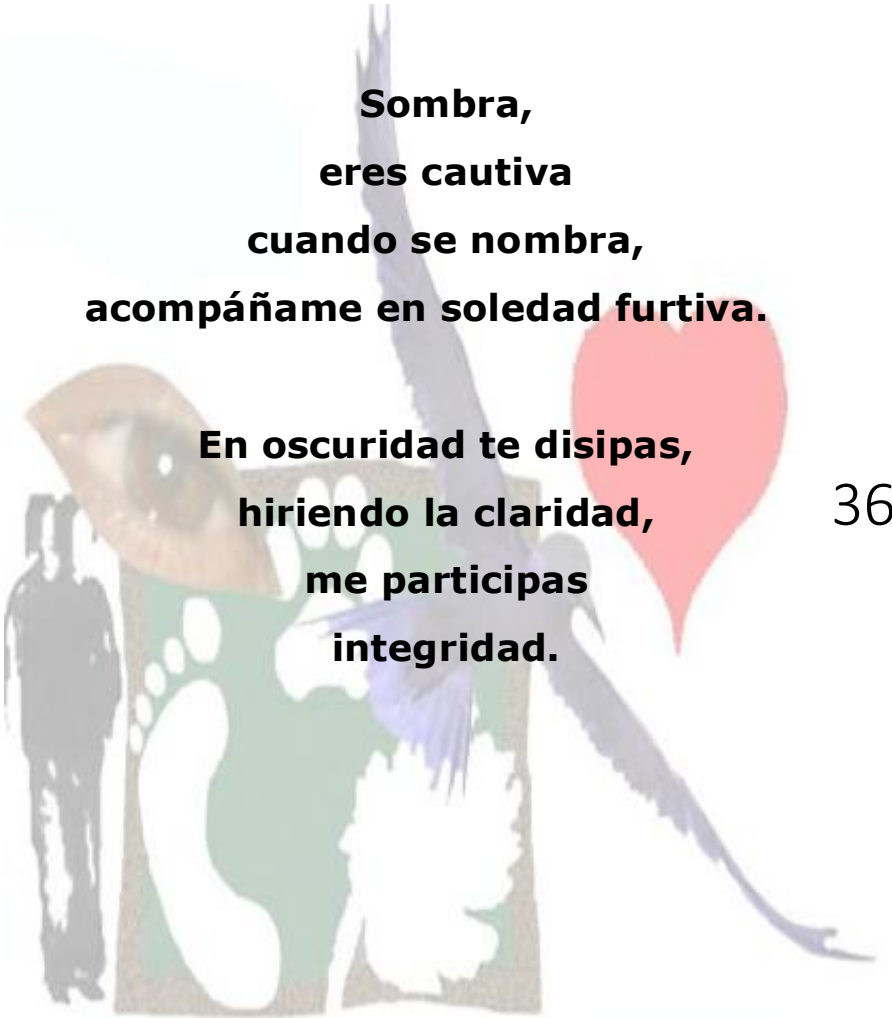 Sombra,
eres cautiva
cuando se nombra,
acompáñame en soledad furtiva.
En oscuridad te disipas,
hiriendo la claridad,
36
me participas
integridad.